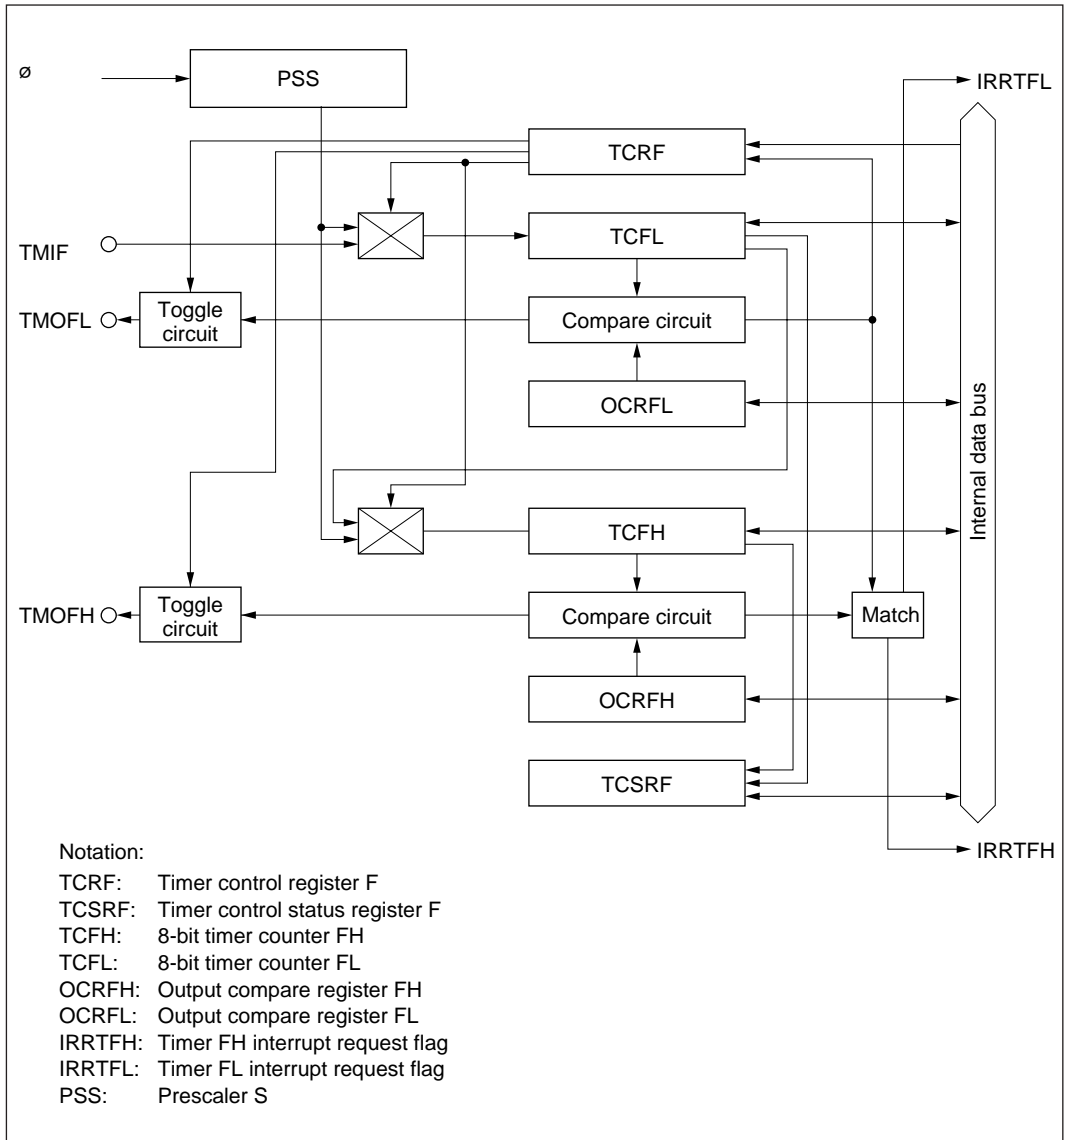 ø
PSS
IRRTFL
TCRF
TMIF
TCFL
TMOFL
Toggle
circuit
Compare circuit
OCRFL
Internal data bus
TCFH
TMOFH
Toggle
circuit
Compare circuit
Match
OCRFH
TCSRF
IRRTFH
Notation:
TCRF: Timer control register F
TCSRF: Timer control status register F
TCFH: 8-bit timer counter FH
TCFL: 8-bit timer counter FL
OCRFH: Output compare register FH
OCRFL: Output compare register FL
IRRTFH: Timer FH interrupt request flag
IRRTFL: Timer FL interrupt request flag
PSS: Prescaler S